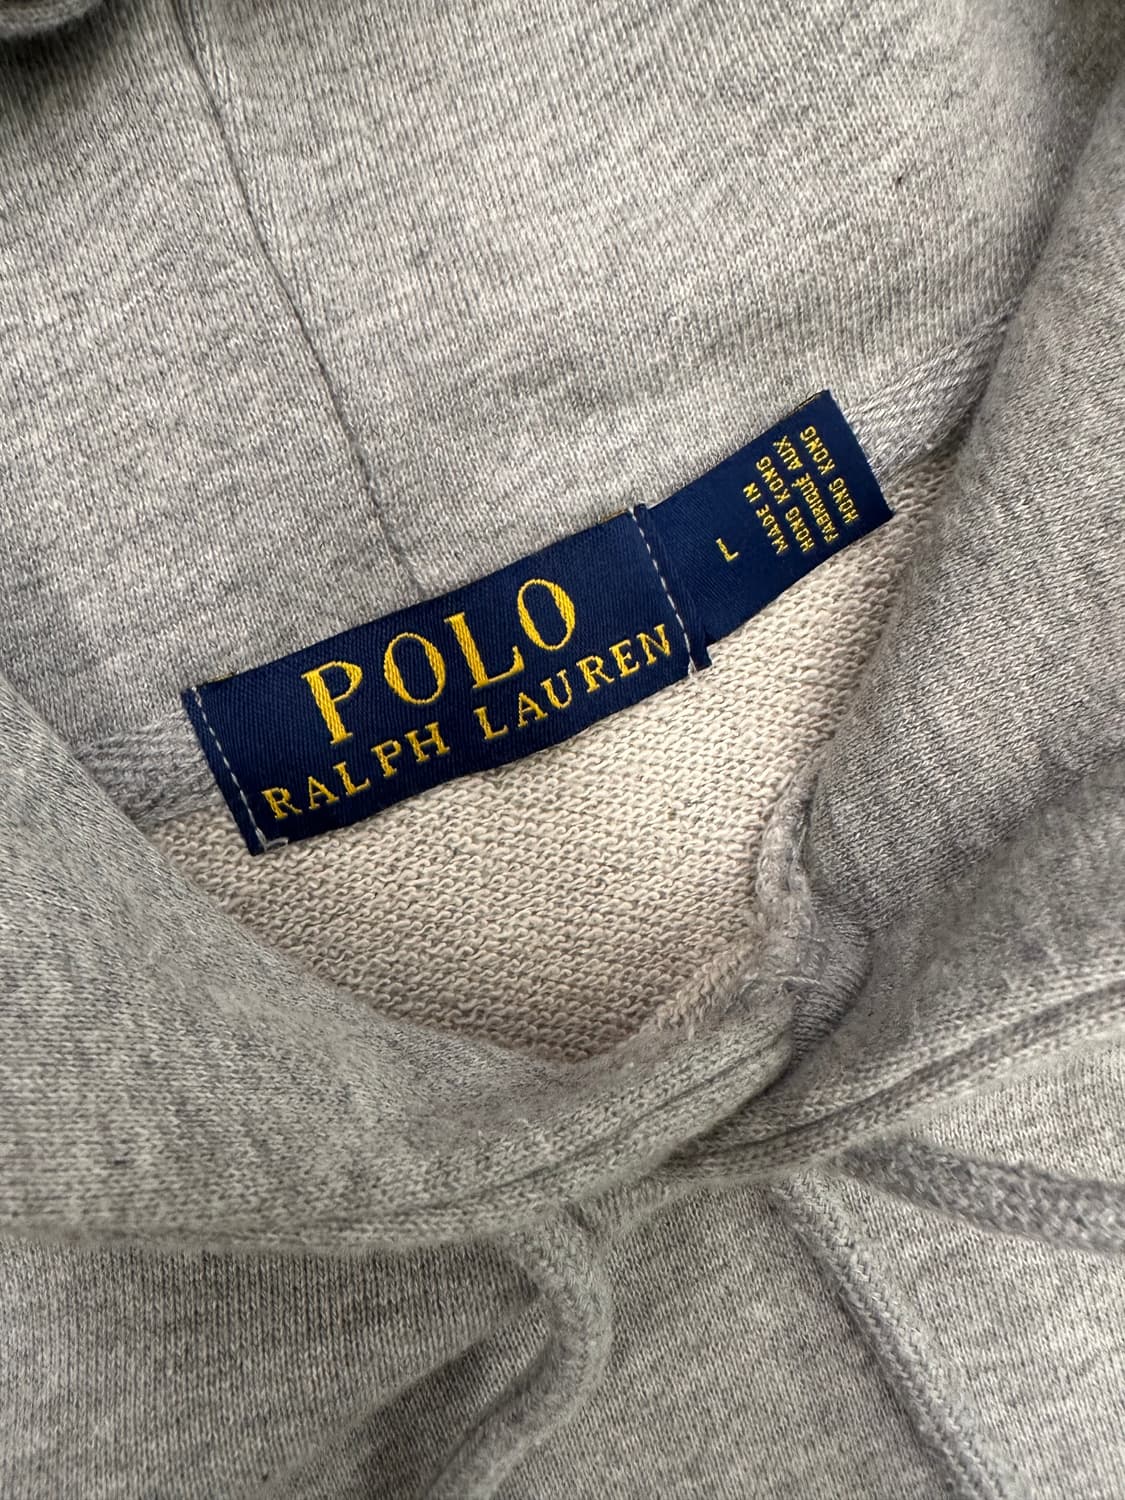 POLO
RALPH LAUREN
L
MADE IN
HONG KONG
FABRIQUÉ AUX
HONG KONG